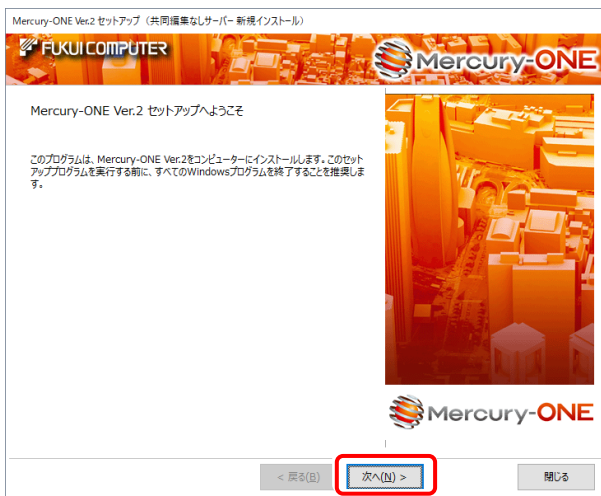 Mercury-ONE Ver.2 セットアップ（共同編集なしサーバー 新規インストール）
FUKUI COMPUTER
Mercury-ONE
Mercury-ONE Ver.2 セットアップへようこそ
このプログラムは、Mercury-ONE Ver.2をコンピューターにインストールします。このセット
アッププログラムを実行する前に、すべてのWindowsプログラムを終了することを推奨しま
す。
Mercury-ONE
< 戻る(B)
次へ(N) >
閉じる